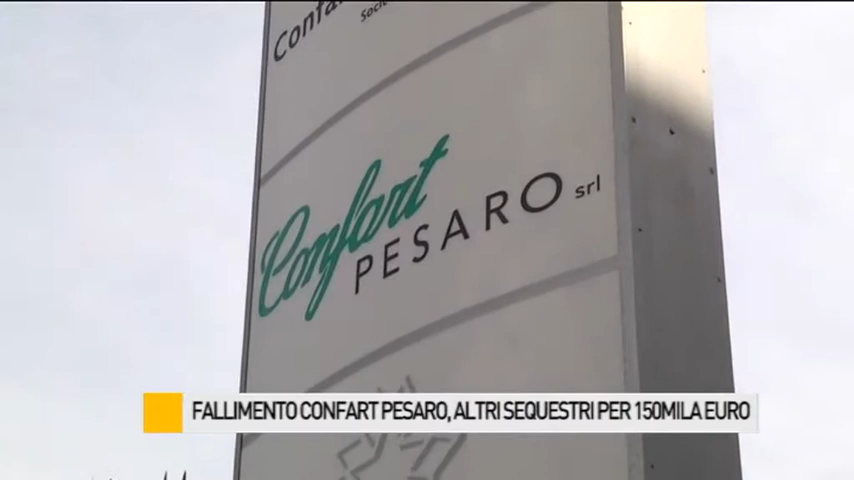 Confart
PESARO srl
FALLIMENTO CONFART PESARO, ALTRI SEQUESTRI PER 150MILA EURO